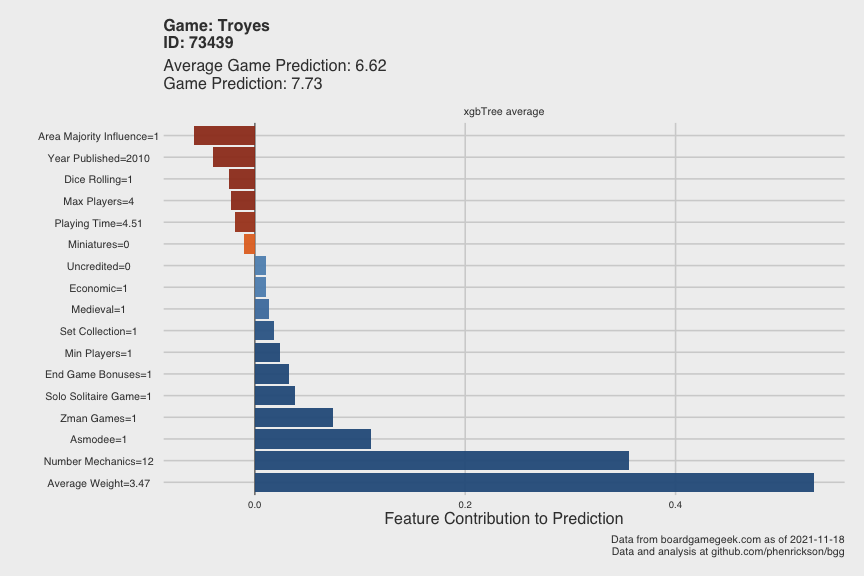 Game: Troyes
ID: 73439
Average Game Prediction: 6.62
Game Prediction: 7.73
xgbTree average
Area Majority Influence=1
Year Published=2010
Dice Rolling=1
Max Players=4
Playing Time=4.51
Miniatures=0
Uncredited=0
Economic=1
Medieval=1
Set Collection=1
Min Players=1
End Game Bonuses=1
Solo Solitaire Game=1
Zman Games=1
Asmodee=1
Number Mechanics=12
Average Weight=3.47
0.0 0.2 0.4
Feature Contribution to Prediction
Data from boardgamegeek.com as of 2021-11-18
Data and analysis at github.com/phenrickson/bgg